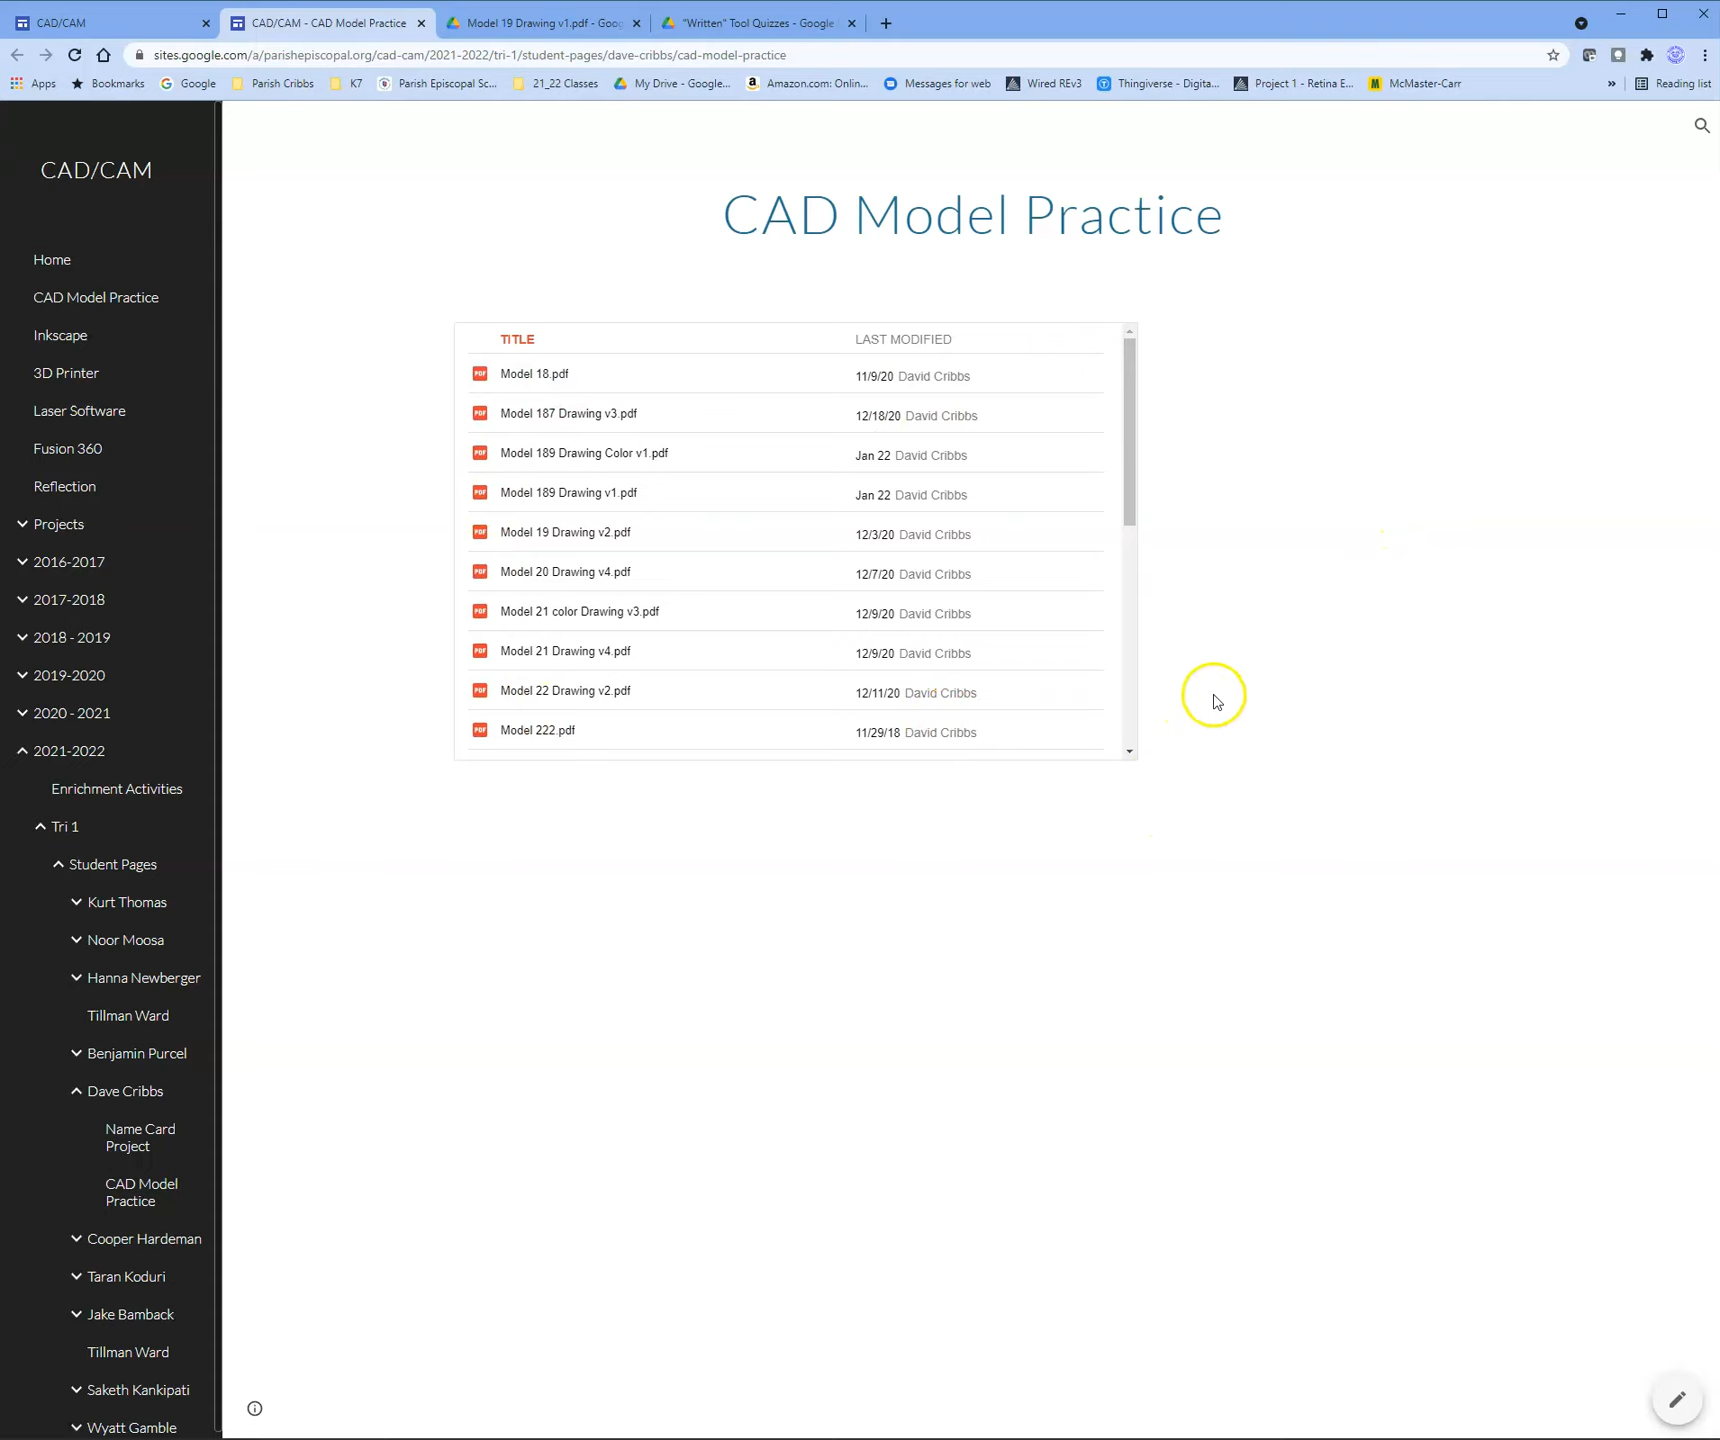 CAD/CAM
CAD/CAM - CAD Model Practice
Model 19 Drawing v1.pdf - Goog
"Written" Tool Quizzes - Google
sites.google.com/a/parishepiscopal.org/cad-cam/2021-2022/tri-1/student-pages/dave-cribbs/cad-model-practice
Apps
Bookmarks
Google
Parish Cribbs
K7
Parish Episcopal Sc...
21_22 Classes
My Drive - Google...
Amazon.com: Onlin...
Messages for web
Wired REv3
Thingiverse - Digita...
Project 1 - Retina E...
McMaster-Carr
»
Reading list
CAD/CAM
Home
CAD Model Practice
Inkscape
3D Printer
Laser Software
Fusion 360
Reflection
Projects
2016-2017
2017-2018
2018 - 2019
2019-2020
2020 - 2021
2021-2022
Enrichment Activities
Tri 1
Student Pages
Kurt Thomas
Noor Moosa
Hanna Newberger
Tillman Ward
Benjamin Purcel
Dave Cribbs
Name Card
Project
CAD Model
Practice
Cooper Hardeman
Taran Koduri
Jake Bamback
Tillman Ward
Saketh Kankipati
Wyatt Gamble
CAD Model Practice
TITLE LAST MODIFIED
PDF Model 18.pdf 11/9/20 David Cribbs
PDF Model 187 Drawing v3.pdf 12/18/20 David Cribbs
PDF Model 189 Drawing Color v1.pdf Jan 22 David Cribbs
PDF Model 189 Drawing v1.pdf Jan 22 David Cribbs
PDF Model 19 Drawing v2.pdf 12/3/20 David Cribbs
PDF Model 20 Drawing v4.pdf 12/7/20 David Cribbs
PDF Model 21 color Drawing v3.pdf 12/9/20 David Cribbs
PDF Model 21 Drawing v4.pdf 12/9/20 David Cribbs
PDF Model 22 Drawing v2.pdf 12/11/20 David Cribbs
PDF Model 222.pdf 11/29/18 David Cribbs